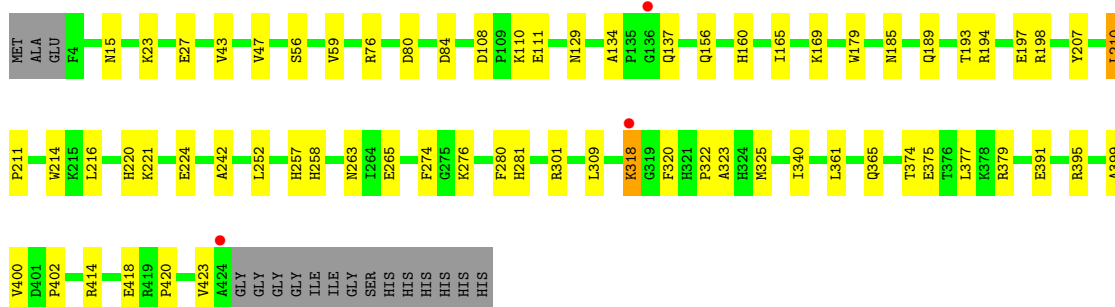 MET ALA GLU F4 N15 K23 E27 V43 V47 S56 V59 R76 D80 D84 D108 P109 K110 E111 N129 A134 P135 G136 Q137 Q156 H160 I165 K169 W179 N185 Q189 T193 R194 E197 R198 Y207 L210
P211 W214 K215 L216 H220 K221 E224 A242 L252 H257 H258 N263 I264 E265 F274 G275 K276 F280 H281 R301 L309 K318 G319 F320 H321 P322 A323 H324 M325 I340 L361 Q365 T374 E375 T376 L377 K378 R379 E391 R395 A399
V400 D401 P402 R414 E418 R419 P420 V423 A424 GLY GLY GLY GLY ILE ILE GLY SER HIS HIS HIS HIS HIS HIS